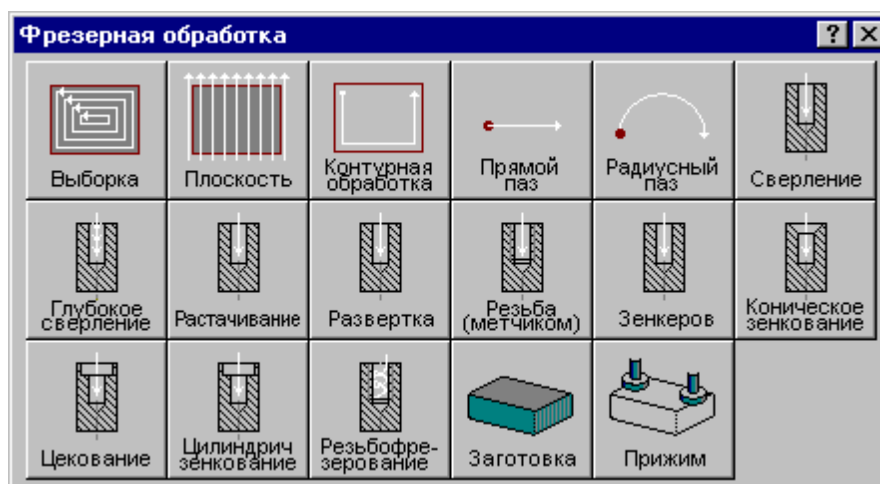 Фрезерная обработка
Выборка
Плоскость
Контурная
обработка
Прямой
паз
Радиусный
паз
Сверление
Глубокое
сверление
Растачивание
Развертка
Резьба
(метчиком)
Зенкеров
Коническое
зенкование
Цекование
Цилиндрич
зенкование
Резьбофре-
зерование
Заготовка
Прижим